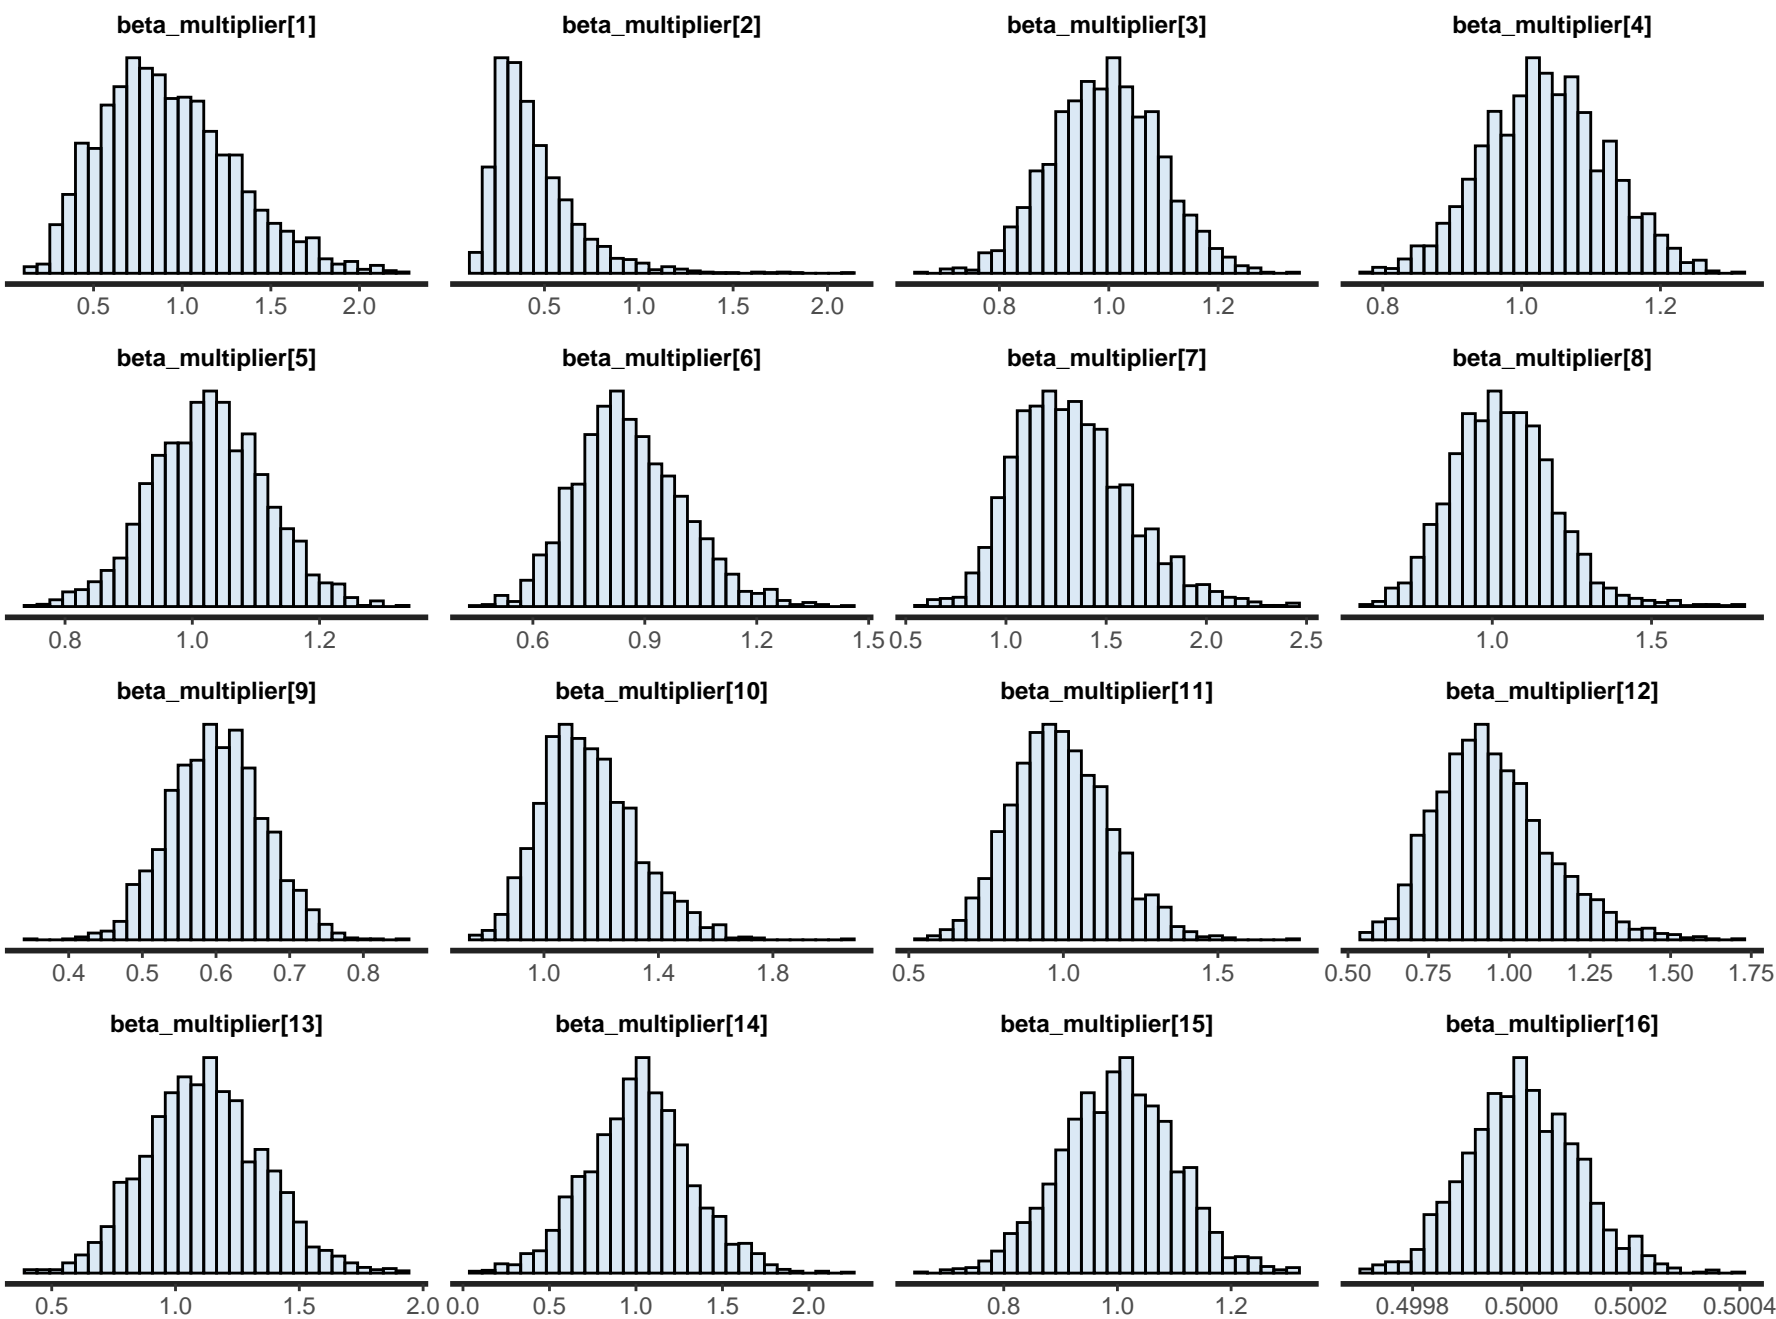 beta_multiplier[1] beta_multiplier[2] beta_multiplier[3] beta_multiplier[4]
0.5 1.0 1.5 2.0 0.5 1.0 1.5 2.0 0.8 1.0 1.2 0.8 1.0 1.2
beta_multiplier[5] beta_multiplier[6] beta_multiplier[7] beta_multiplier[8]
0.8 1.0 1.2 0.6 0.9 1.2 1.5 0.5 1.0 1.5 2.0 2.5 1.0 1.5
beta_multiplier[9] beta_multiplier[10] beta_multiplier[11] beta_multiplier[12]
0.4 0.5 0.6 0.7 0.8 1.0 1.4 1.8 0.5 1.0 1.5 0.50 0.75 1.00 1.25 1.50 1.75
beta_multiplier[13] beta_multiplier[14] beta_multiplier[15] beta_multiplier[16]
0.5 1.0 1.5 2.0 0.0 0.5 1.0 1.5 2.0 0.8 1.0 1.2 0.4998 0.5000 0.5002 0.5004